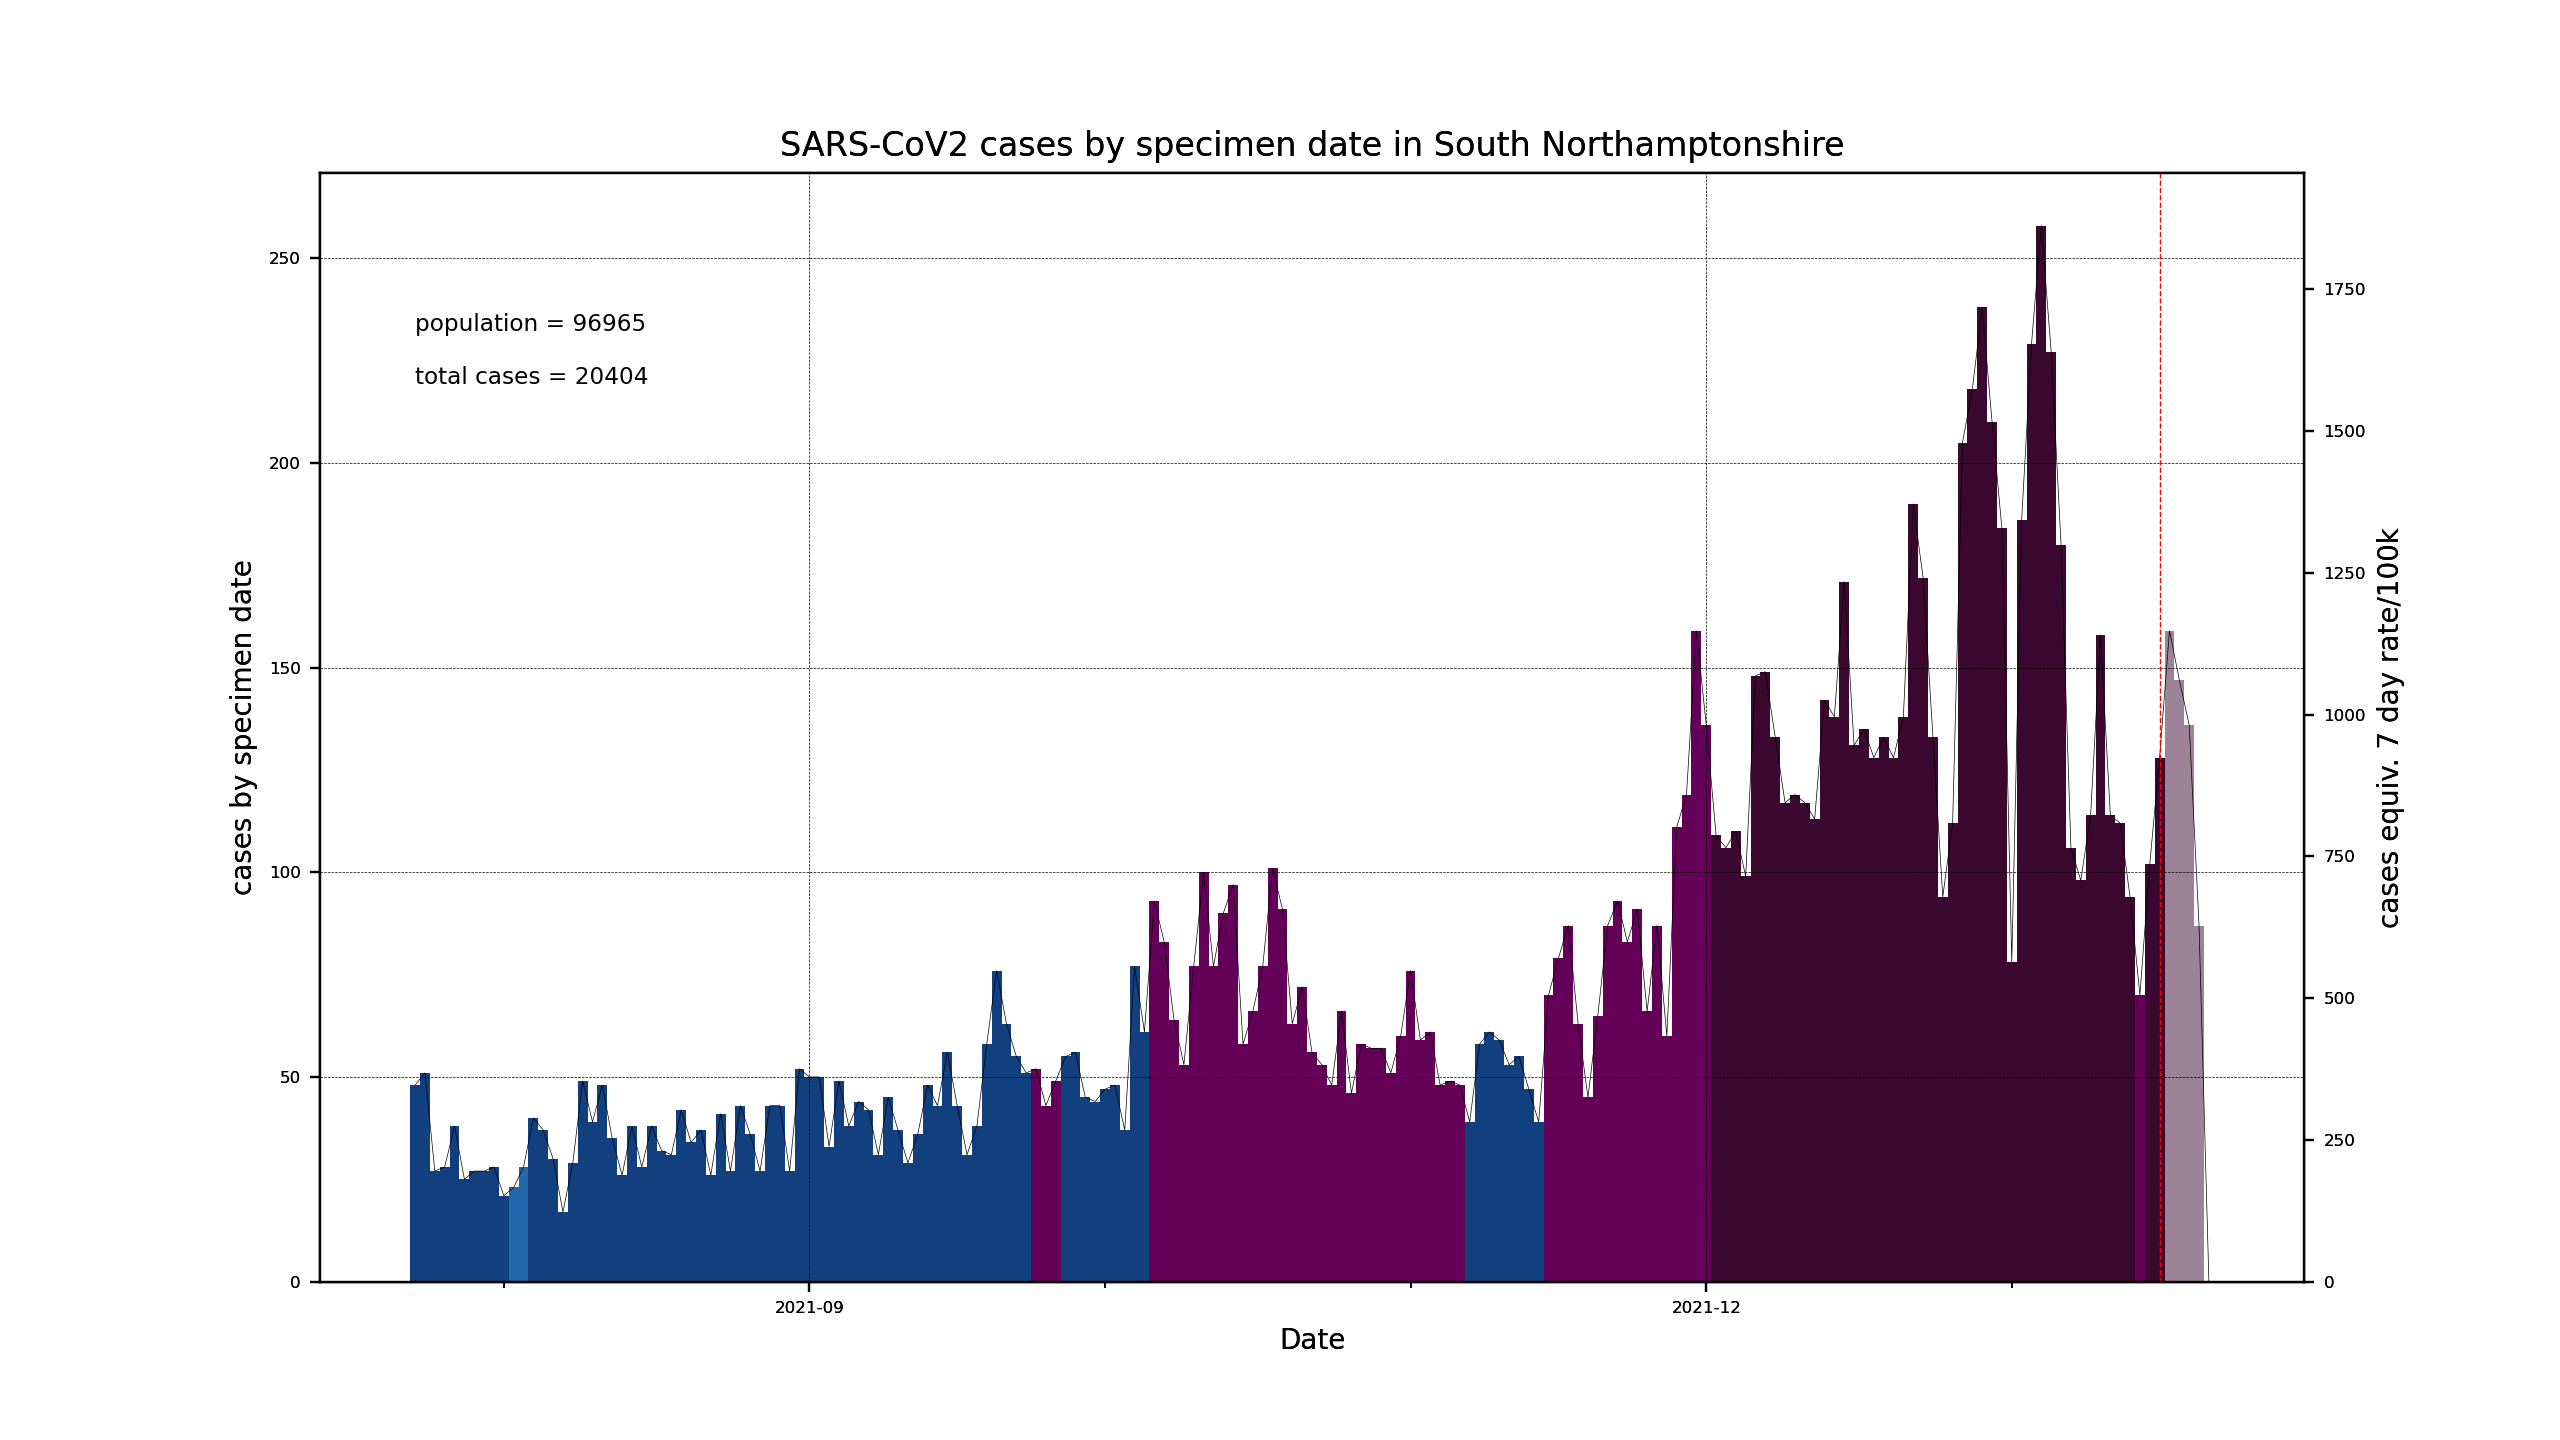 SARS-CoV2 cases by specimen date in South Northamptonshire
population = 96965
total cases = 20404
cases by specimen date
250
200
150
100
50
0
1750
1500
1250
1000
750
500
250
0
cases equiv. 7 day rate/100k
2021-09
2021-12
Date